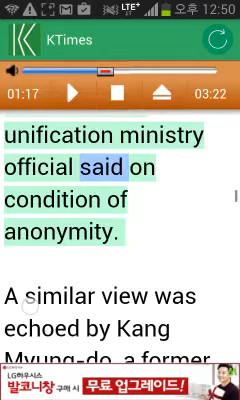 LTE 오후 12:50
KTimes
01:17 03:22
unification ministry
official said on
condition of
anonymity.
A similar view was
echoed by Kang
Myung-do, a former
LG하우시스
발코니창 구매 시 무료 업그레이드!